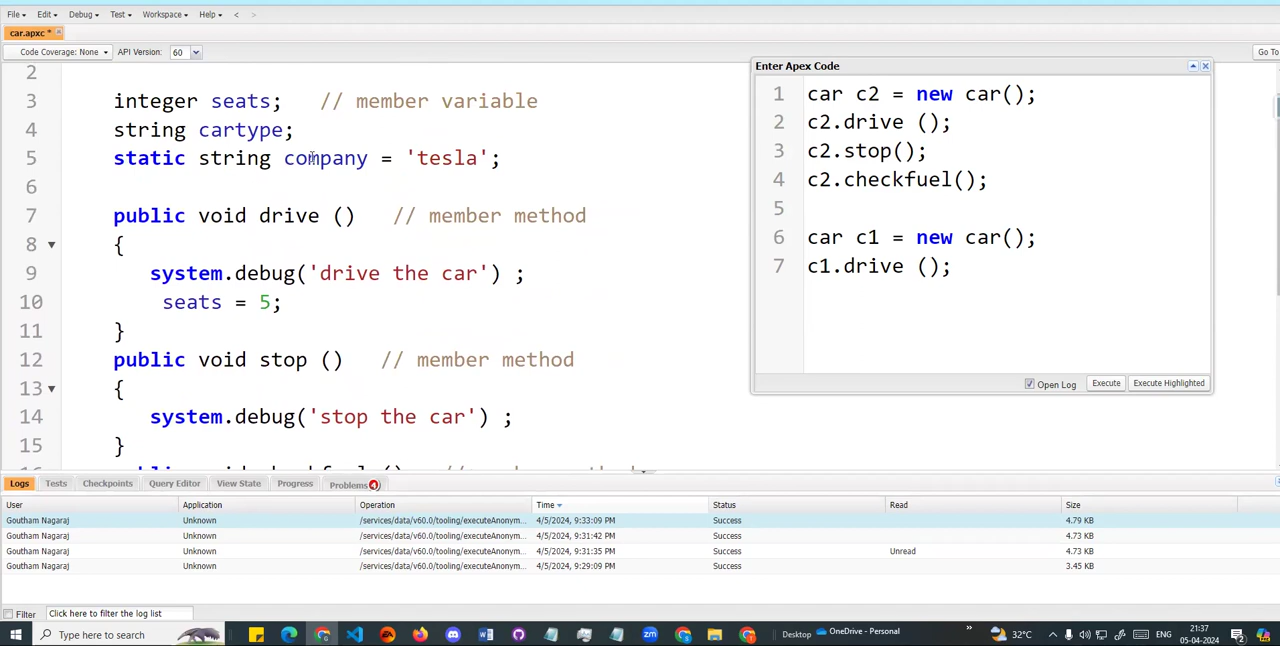 File Edit Debug Test Workspace Help < >
car.apxc *
Code Coverage: None API Version: 60 Go To
2
3 integer seats; // member variable
4 string cartype;
5 static string company = 'tesla';
6
7 public void drive () // member method
8 {
9 system.debug('drive the car') ;
10 seats = 5;
11 }
12 public void stop () // member method
13 {
14 system.debug('stop the car') ;
15 }
Enter Apex Code
1 car c2 = new car();
2 c2.drive ();
3 c2.stop();
4 c2.checkfuel();
5
6 car c1 = new car();
7 c1.drive ();
Open Log Execute Execute Highlighted
Logs Tests Checkpoints Query Editor View State Progress Problems
User Application Operation Time Status Read Size
Goutham Nagaraj Unknown /services/data/v60.0/tooling/executeAnonym... 4/5/2024, 9:33:09 PM Success 4.79 KB
Goutham Nagaraj Unknown /services/data/v60.0/tooling/executeAnonym... 4/5/2024, 9:31:42 PM Success 4.73 KB
Goutham Nagaraj Unknown /services/data/v60.0/tooling/executeAnonym... 4/5/2024, 9:31:35 PM Success Unread 4.73 KB
Goutham Nagaraj Unknown /services/data/v60.0/tooling/executeAnonym... 4/5/2024, 9:29:09 PM Success 3.45 KB
Filter Click here to filter the log list
Type here to search Desktop OneDrive - Personal » 32°C ENG 21:37
05-04-2024